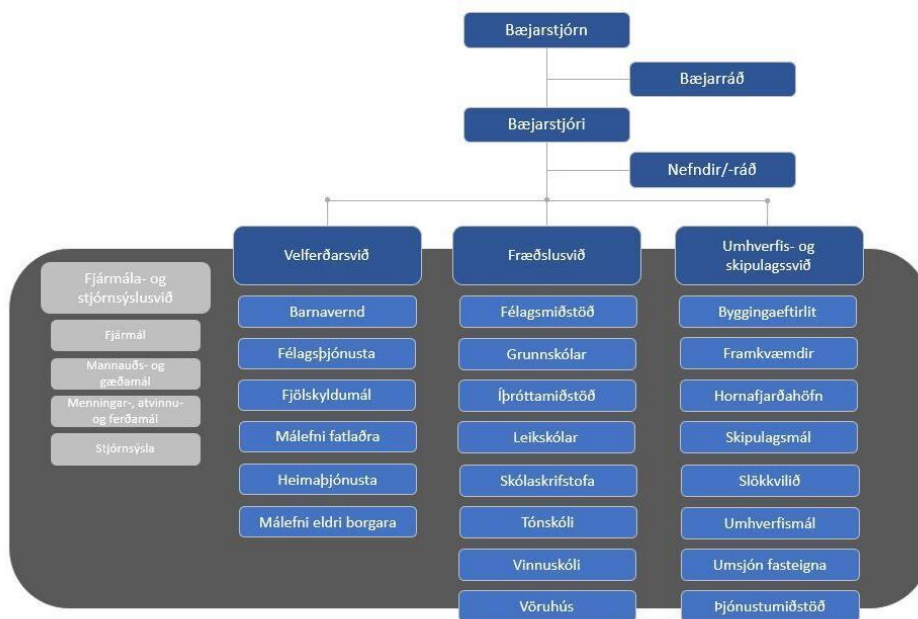 Bæjarstjórn
Bæjarráð
Bæjarstjóri
Nefndir/-ráð
Fjármála- og
stjórnsýslusvið
Fjármál
Mannauðs- og
gæðamál
Menningar-, atvinnu-
og ferðamál
Stjórnsýsla
Velferðarsvið
Barnavernd
Félagsþjónusta
Fjölskyldumál
Málefni fatlaðra
Heimaþjónusta
Málefni eldri borgara
Fræðslusvið
Félagsmiðstöð
Grunnskólar
Íþróttamiðstöð
Leikskólar
Skólaskrifstofa
Tónskóli
Vinnuskóli
Vöruhús
Umhverfis- og
skipulagssvið
Byggingaeftirlit
Framkvæmdir
Hornafjarðahöfn
Skipulagsmál
Slökkvilið
Umhverfismál
Umsjón fasteigna
Þjónustumiðstöð